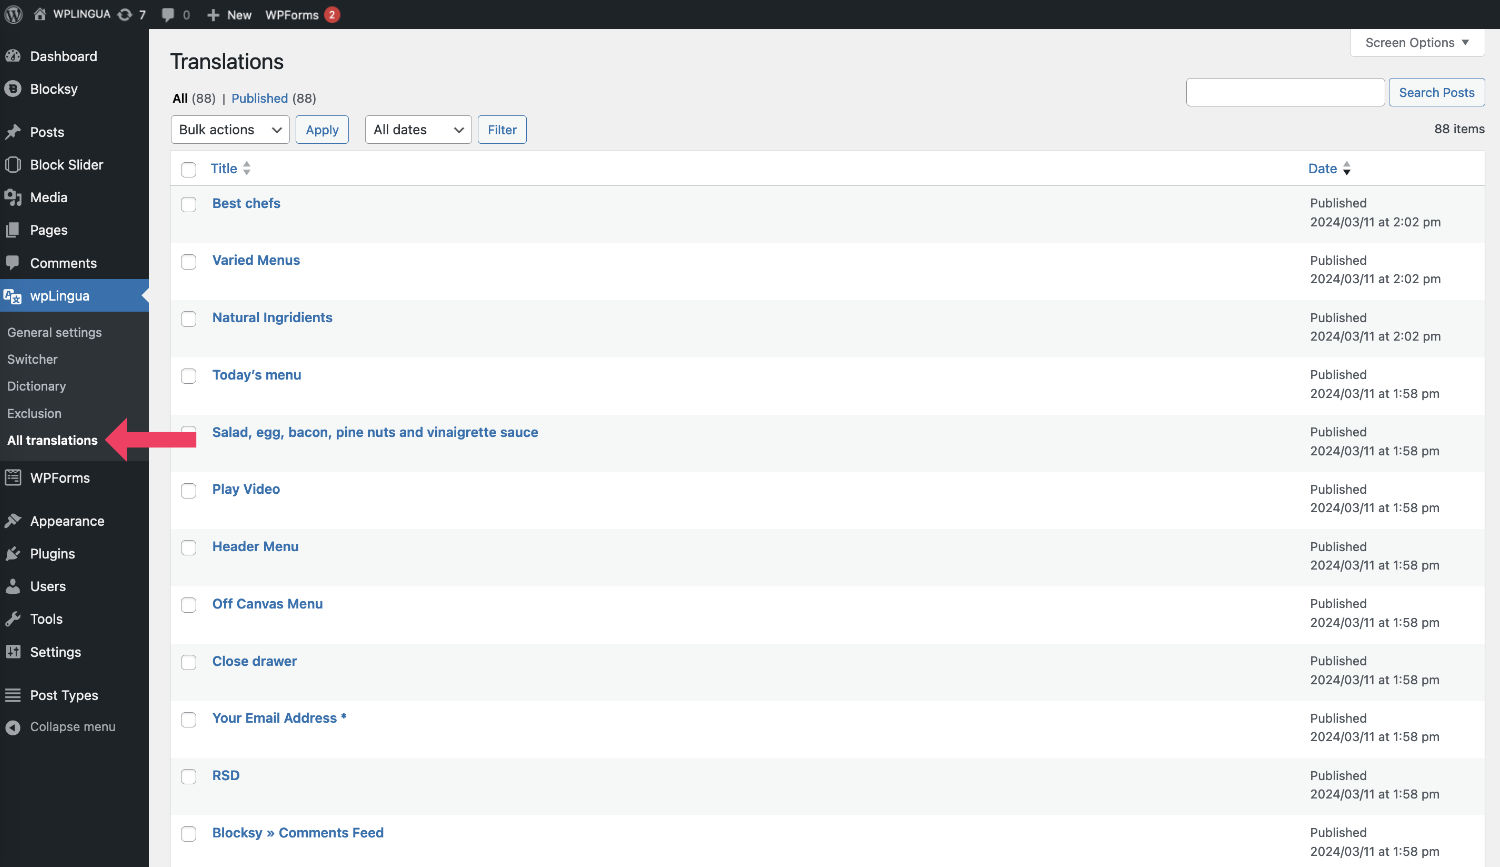 WPLINGUA 7 0 New WPForms 2
Dashboard
Blocksy
Posts
Block Slider
Media
Pages
Comments
wpLingua
General settings
Switcher
Dictionary
Exclusion
All translations
WPForms
Appearance
Plugins
Users
Tools
Settings
Post Types
Collapse menu
Screen Options
Translations
All (88) | Published (88)
Search Posts
Bulk actions Apply All dates Filter
88 items
Title Date
Best chefs
Published
2024/03/11 at 2:02 pm
Varied Menus
Published
2024/03/11 at 2:02 pm
Natural Ingridients
Published
2024/03/11 at 2:02 pm
Today’s menu
Published
2024/03/11 at 1:58 pm
Salad, egg, bacon, pine nuts and vinaigrette sauce
Published
2024/03/11 at 1:58 pm
Play Video
Published
2024/03/11 at 1:58 pm
Header Menu
Published
2024/03/11 at 1:58 pm
Off Canvas Menu
Published
2024/03/11 at 1:58 pm
Close drawer
Published
2024/03/11 at 1:58 pm
Your Email Address *
Published
2024/03/11 at 1:58 pm
RSD
Published
2024/03/11 at 1:58 pm
Blocksy » Comments Feed
Published
2024/03/11 at 1:58 pm